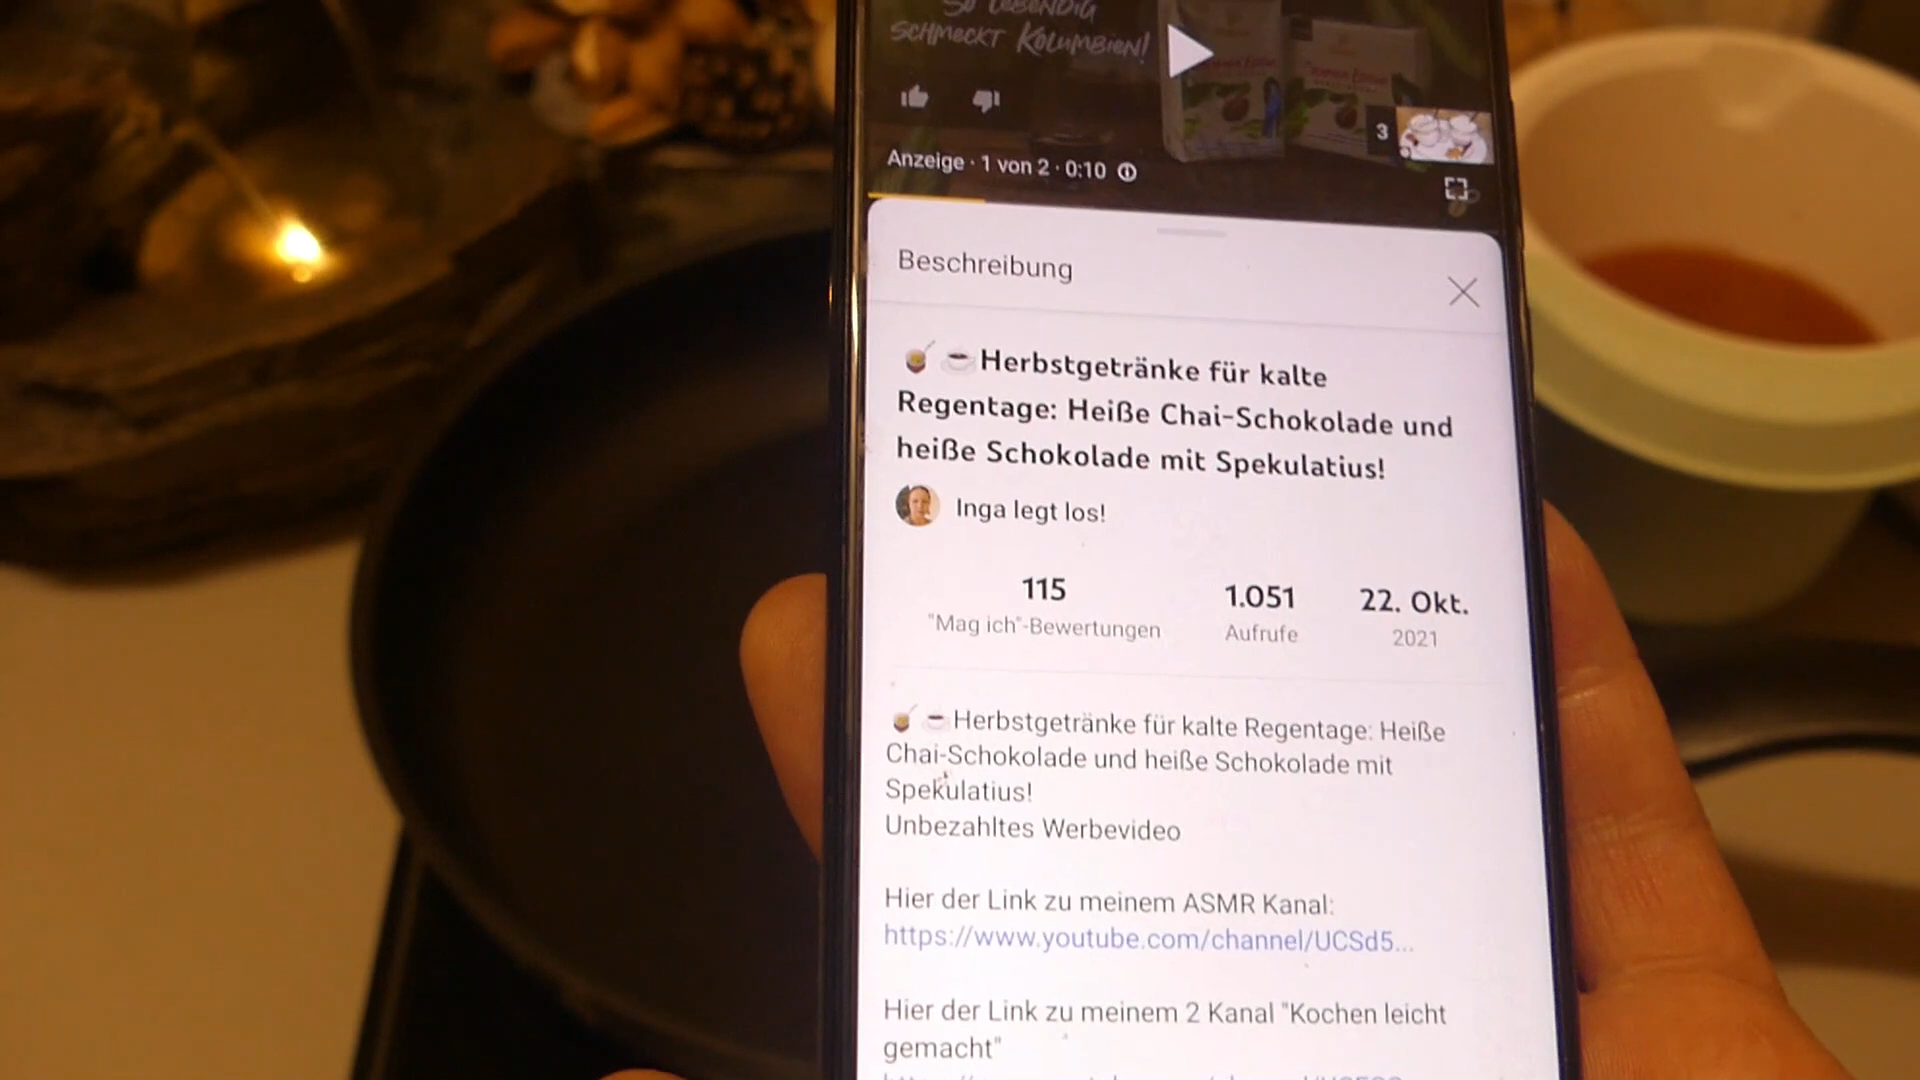 SO LEBENDIG
SCHMECKT KOLUMBIEN!
3
Anzeige · 1 von 2 · 0:10
Beschreibung
Herbstgetränke für kalte
Regentage: Heiße Chai-Schokolade und
heiße Schokolade mit Spekulatius!
Inga legt los!
115
1.051
22. Okt.
"Mag ich"-Bewertungen
Aufrufe
2021
Herbstgetränke für kalte Regentage: Heiße
Chai-Schokolade und heiße Schokolade mit
Spekulatius!
Unbezahltes Werbevideo
Hier der Link zu meinem ASMR Kanal:
https://www.youtube.com/channel/UCSd5...
Hier der Link zu meinem 2 Kanal "Kochen leicht
gemacht"